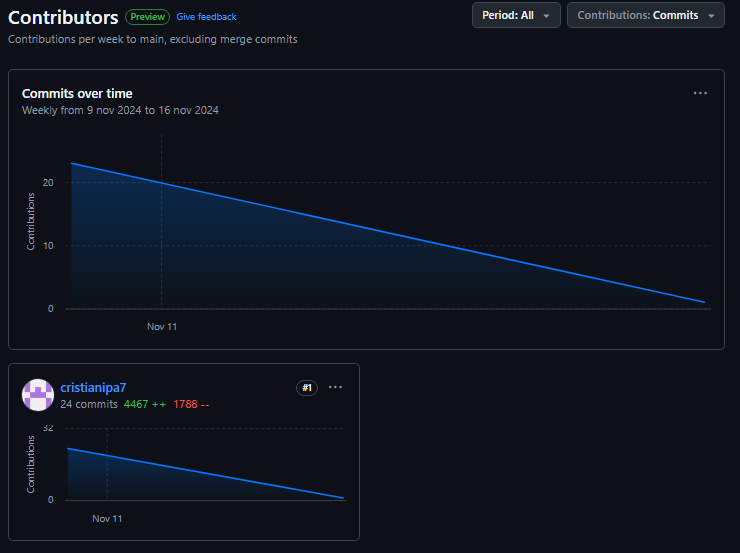 Contributors Preview Give feedback
Period: All
Contributions: Commits
Contributions per week to main, excluding merge commits
Commits over time
Weekly from 9 nov 2024 to 16 nov 2024
20
10
0
Contributions
Nov 11
cristianipa7
#1
24 commits 4467 ++ 1788 --
32
0
Contributions
Nov 11